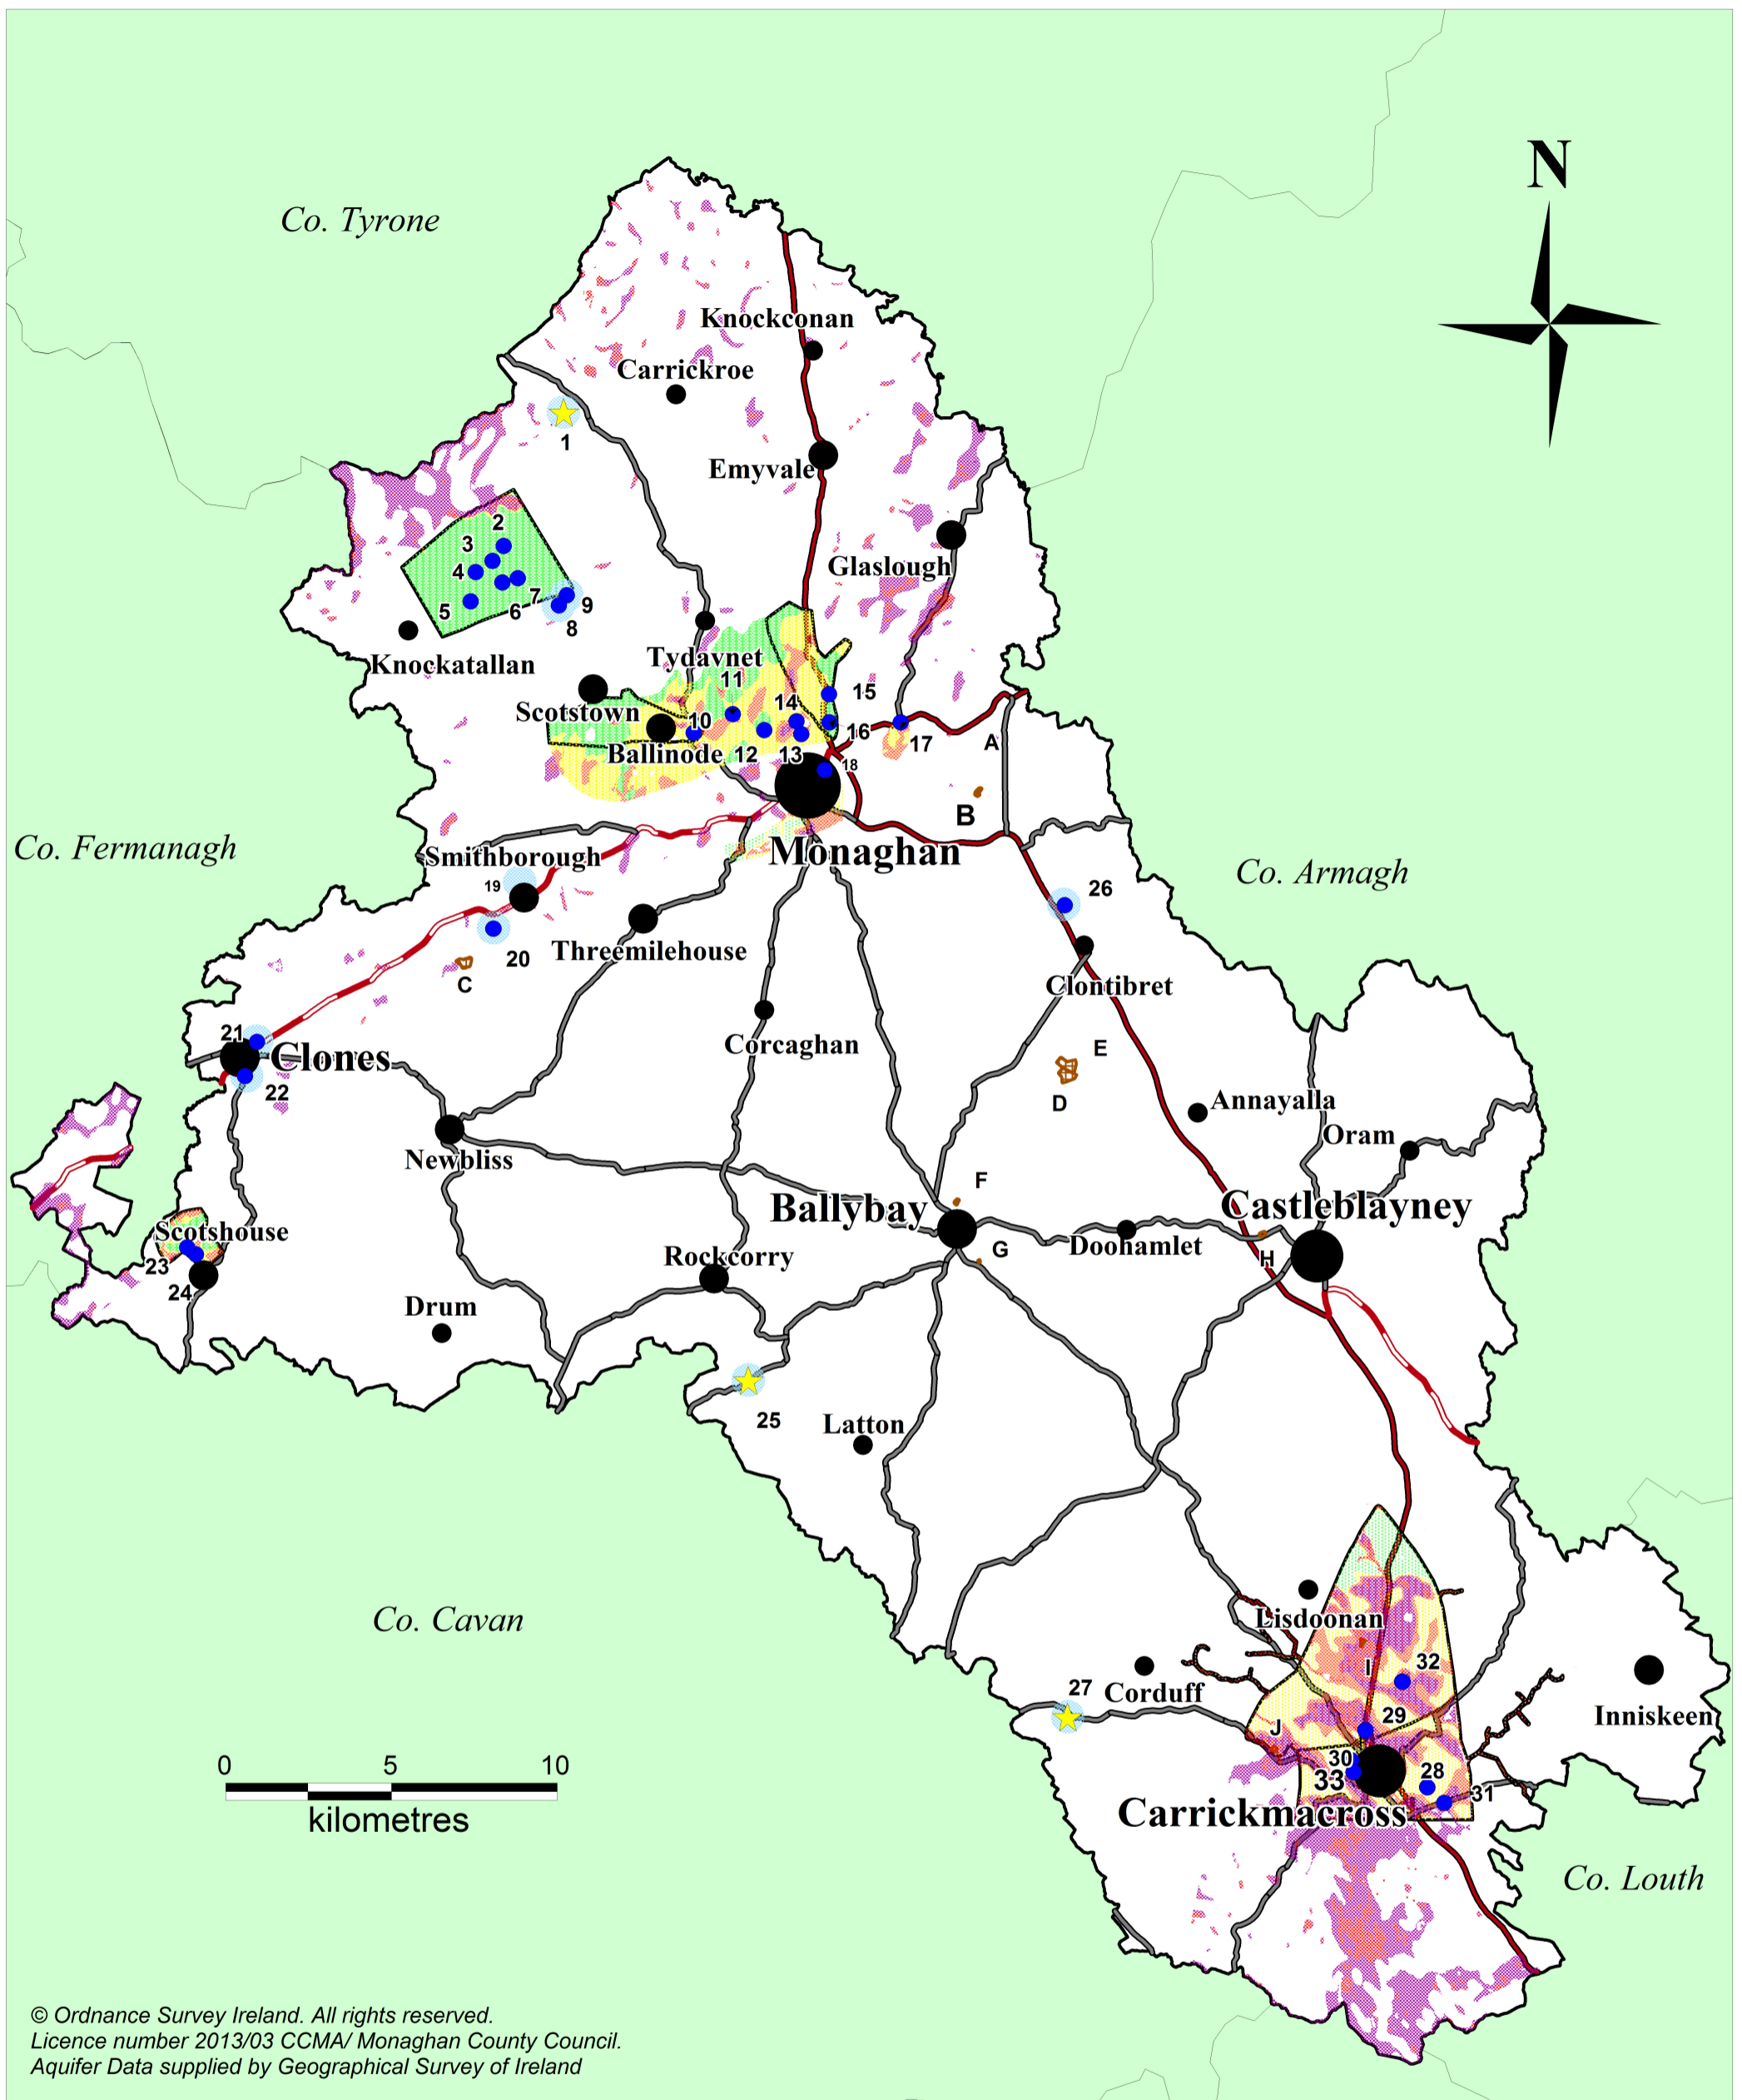 N
Co. Tyrone
Knockconan
Carrickroe
1
Emyvale
2
3
Glaslough
4
7
9
5
6
8
Knockatallan
Tydavnet
11
15
14
Scotstown
10
16
17
A
Ballinode
12
13
18
B
Co. Fermanagh
Monaghan
Smithborough
Co. Armagh
19
26
Threemilehouse
20
C
Clontibret
21
Corcaghan
E
Clones
22
D
Annayalla
Oram
Newbliss
F
Ballybay
Castleblayney
Scotshouse
G
Doohamlet
Rockcorry
H
23
24
Drum
25
Latton
Co. Cavan
Lisdoonan
I
32
27
Corduff
29
Inniskeen
J
0 5 10
30
33
28
31
kilometres
Carrickmacross
Co. Louth
© Ordnance Survey Ireland. All rights reserved.
Licence number 2013/03 CCMA/ Monaghan County Council.
Aquifer Data supplied by Geographical Survey of Ireland